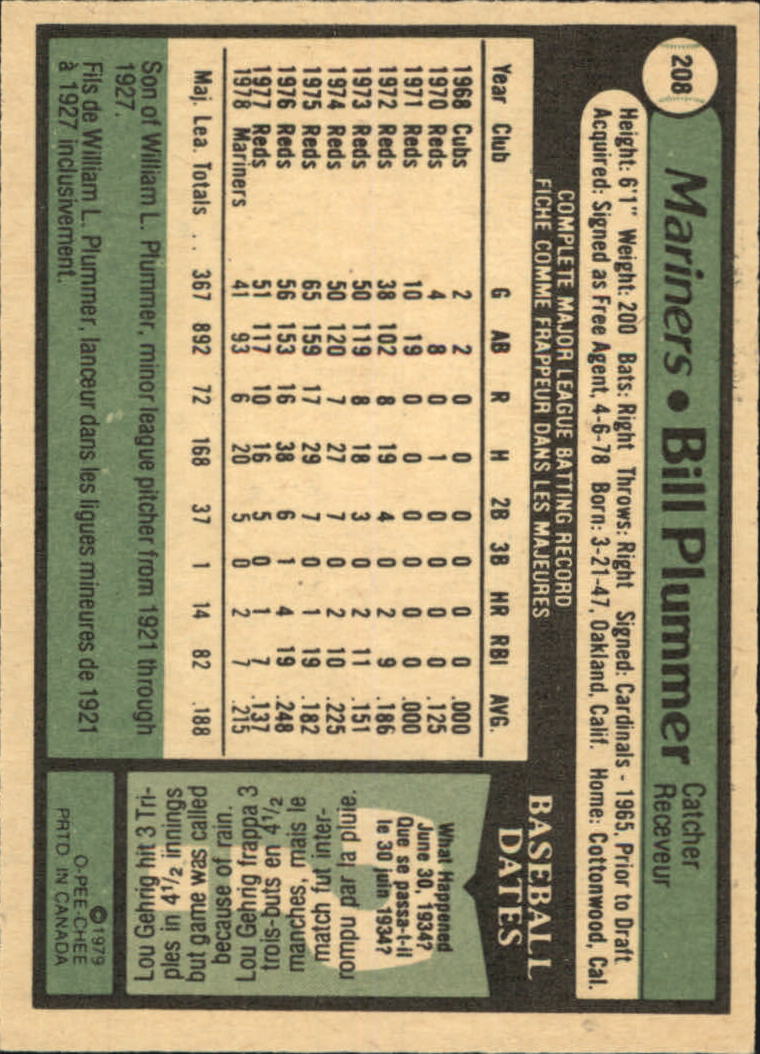 208
Mariners • Bill Plummer
Catcher
Receveur
Height: 6'1" Weight: 200 Bats: Right Throws: Right Signed: Cardinals - 1965, Prior to Draft
Acquired: Signed as Free Agent, 4-6-78 Born: 3-21-47, Oakland, Calif. Home: Cottonwood, Cal.
COMPLETE MAJOR LEAGUE BATTING RECORD
FICHE COMME FRAPPEUR DANS LES MAJEURES
Year Club G AB R H 2B 3B HR RBI AVG.
1968 Cubs 2 2 0 0 0 0 0 0 .000
1970 Reds 4 8 0 1 0 0 0 0 .125
1971 Reds 10 19 0 0 0 0 0 0 .000
1972 Reds 38 102 8 19 4 0 2 9 .186
1973 Reds 50 119 8 18 3 0 2 11 .151
1974 Reds 50 120 7 27 7 0 2 10 .225
1975 Reds 65 159 17 29 7 0 1 19 .182
1976 Reds 56 153 16 38 6 1 4 19 .248
1977 Reds 51 117 10 16 5 0 1 7 .137
1978 Mariners 41 93 6 20 5 0 2 7 .215
Maj. Lea. Totals . . 367 892 72 168 37 1 14 82 .188
Son of William L. Plummer, minor league pitcher from 1921 through
1927.
Fils de William L. Plummer, lanceur dans les ligues mineures de 1921
à 1927 inclusivement.
BASEBALL
DATES
What Happened
June 30, 1934?
Que se passa-t-il
le 30 juin 1934?
Lou Gehrig hit 3 Tri-
ples in 4½ innings
but game was called
because of rain.
Lou Gehrig frappa 3
trois-buts en 4½
manches, mais le
match fut inter-
rompu par la pluie.
©1979
O-PEE-CHEE
PRTD. IN CANADA